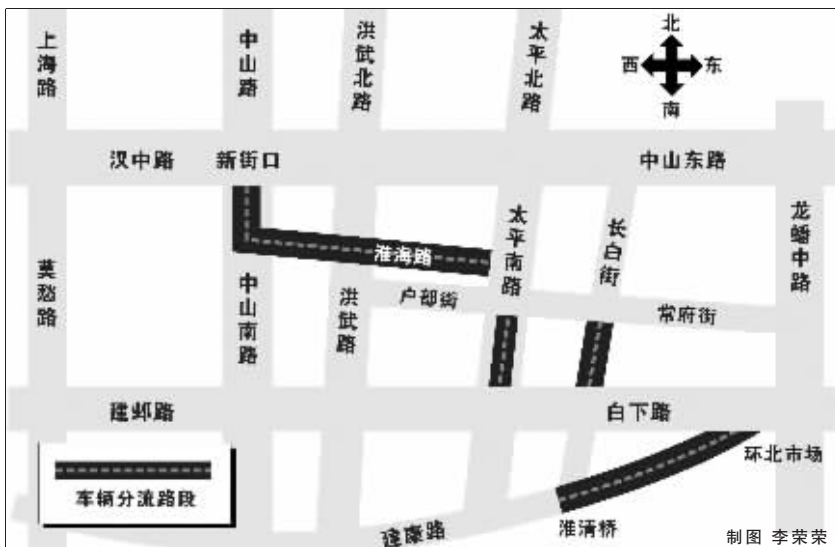 上海路
中山路
洪武北路
太平北路
北
西
东
南
汉中路
新街口
中山东路
莫愁路
中山南路
淮海路
洪武路
户部街
太平南路
长白街
常府街
龙蟠中路
建邺路
白下路
车辆分流路段
建康路
淮清桥
环北市场
制图 李荣荣